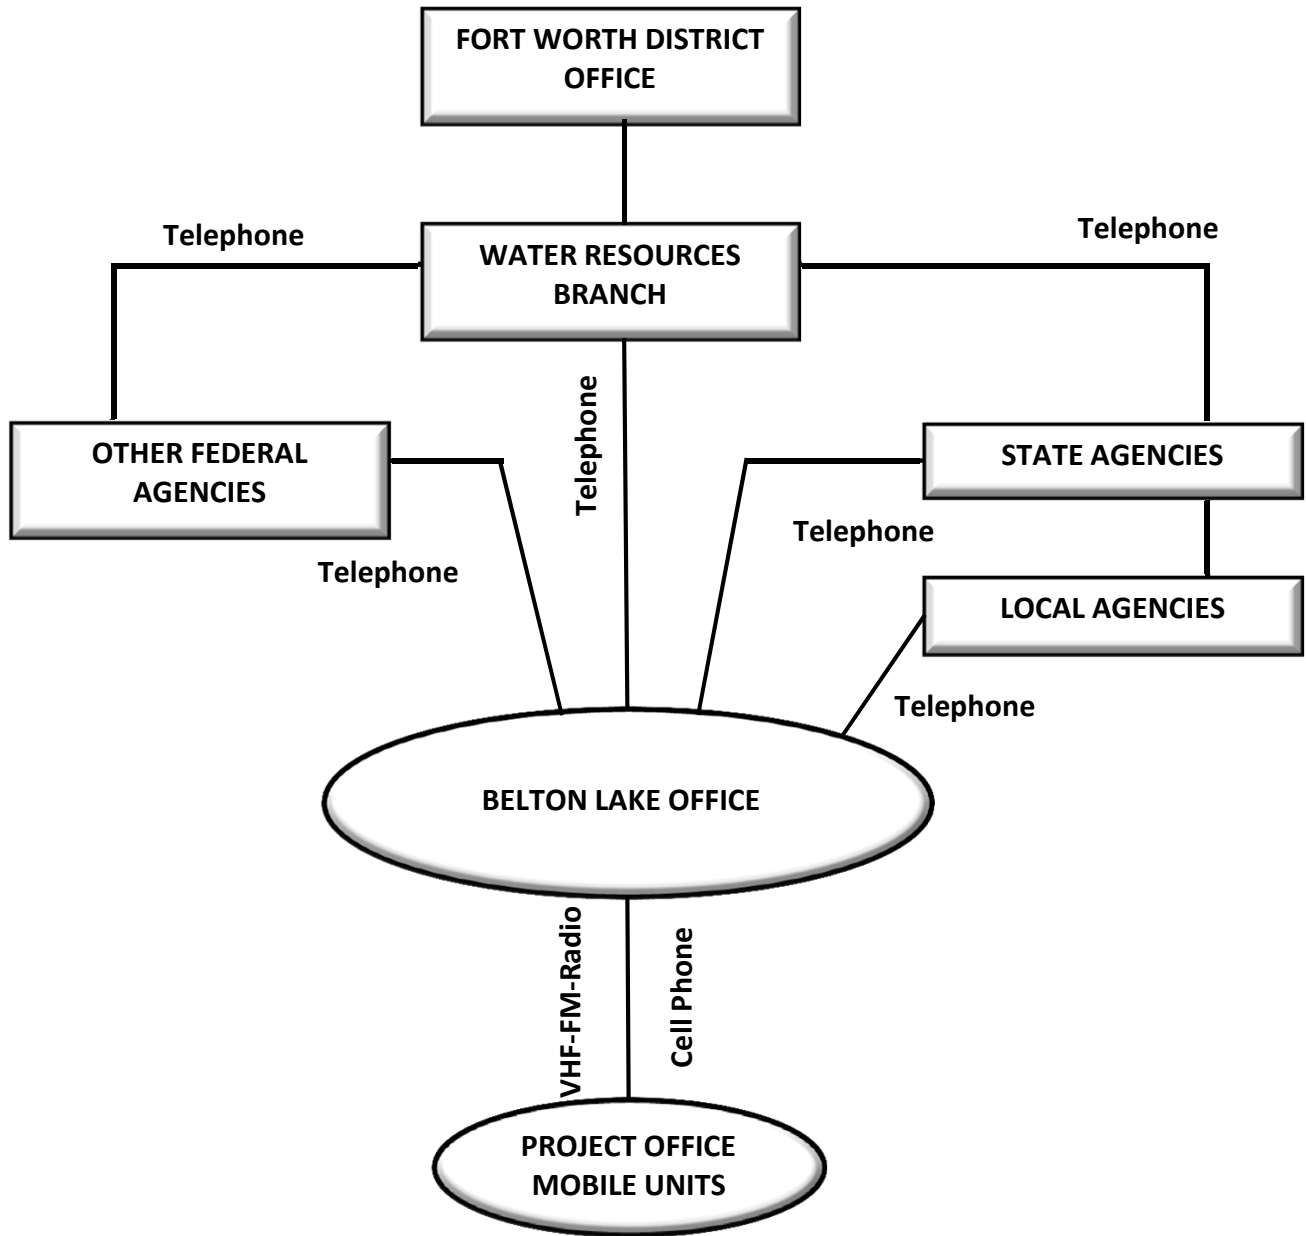 FORT WORTH DISTRICT
OFFICE
Telephone
WATER RESOURCES
BRANCH
Telephone
Telephone
OTHER FEDERAL
AGENCIES
STATE AGENCIES
Telephone
Telephone
LOCAL AGENCIES
Telephone
BELTON LAKE OFFICE
VHF-FM-Radio
Cell Phone
PROJECT OFFICE
MOBILE UNITS